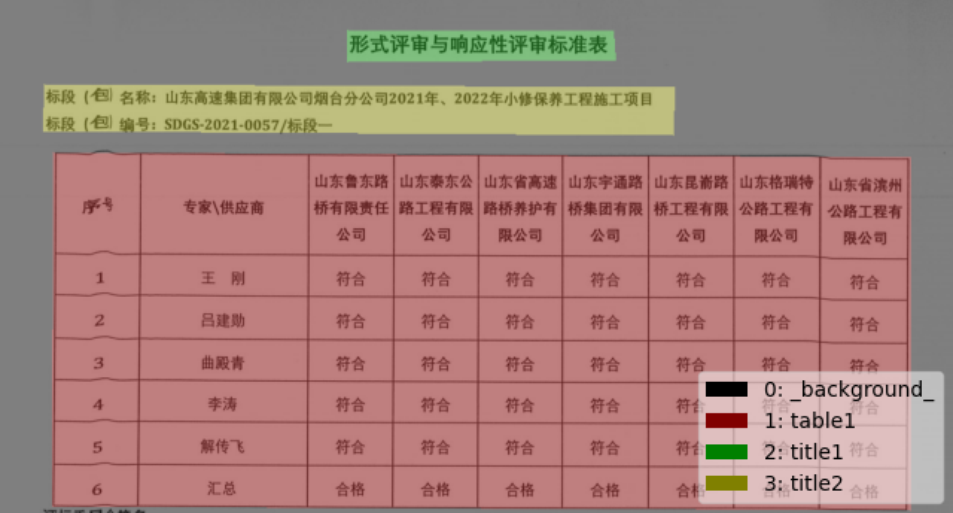 形式评审与响应性评审标准表
标段(包)名称：山东高速集团有限公司烟台分公司2021年、2022年小修保养工程施工项目
标段(包)编号：SDGS-2021-0057/标段一
序号 专家\供应商 山东鲁东路桥有限责任公司 山东泰东公路工程有限公司 山东省高速路桥养护有限公司 山东宇通路桥集团有限公司 山东昆嵛路桥工程有限公司 山东格瑞特公路工程有限公司 山东省滨州公路工程有限公司
1 王 刚 符合 符合 符合 符合 符合 符合 符合
2 吕建勋 符合 符合 符合 符合 符合 符合 符合
3 曲殿青 符合 符合 符合 符合 符合 符合 符合
4 李涛 符合 符合 符合 符合 符合 符合 符合
5 解传飞 符合 符合 符合 符合 符合 符合 符合
6 汇总 合格 合格 合格 合格 合格 合格 合格
0: _background_
1: table1
2: title1
3: title2